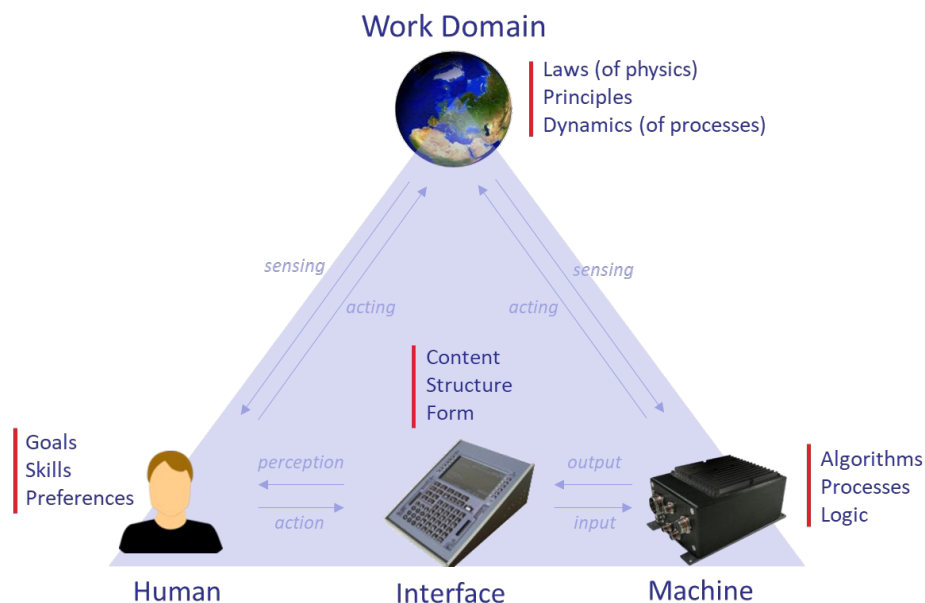 Work Domain
Laws (of physics)
Principles
Dynamics (of processes)
sensing
acting
sensing
acting
Content
Structure
Form
Goals
Skills
Preferences
perception
action
output
input
Algorithms
Processes
Logic
Human
Interface
Machine